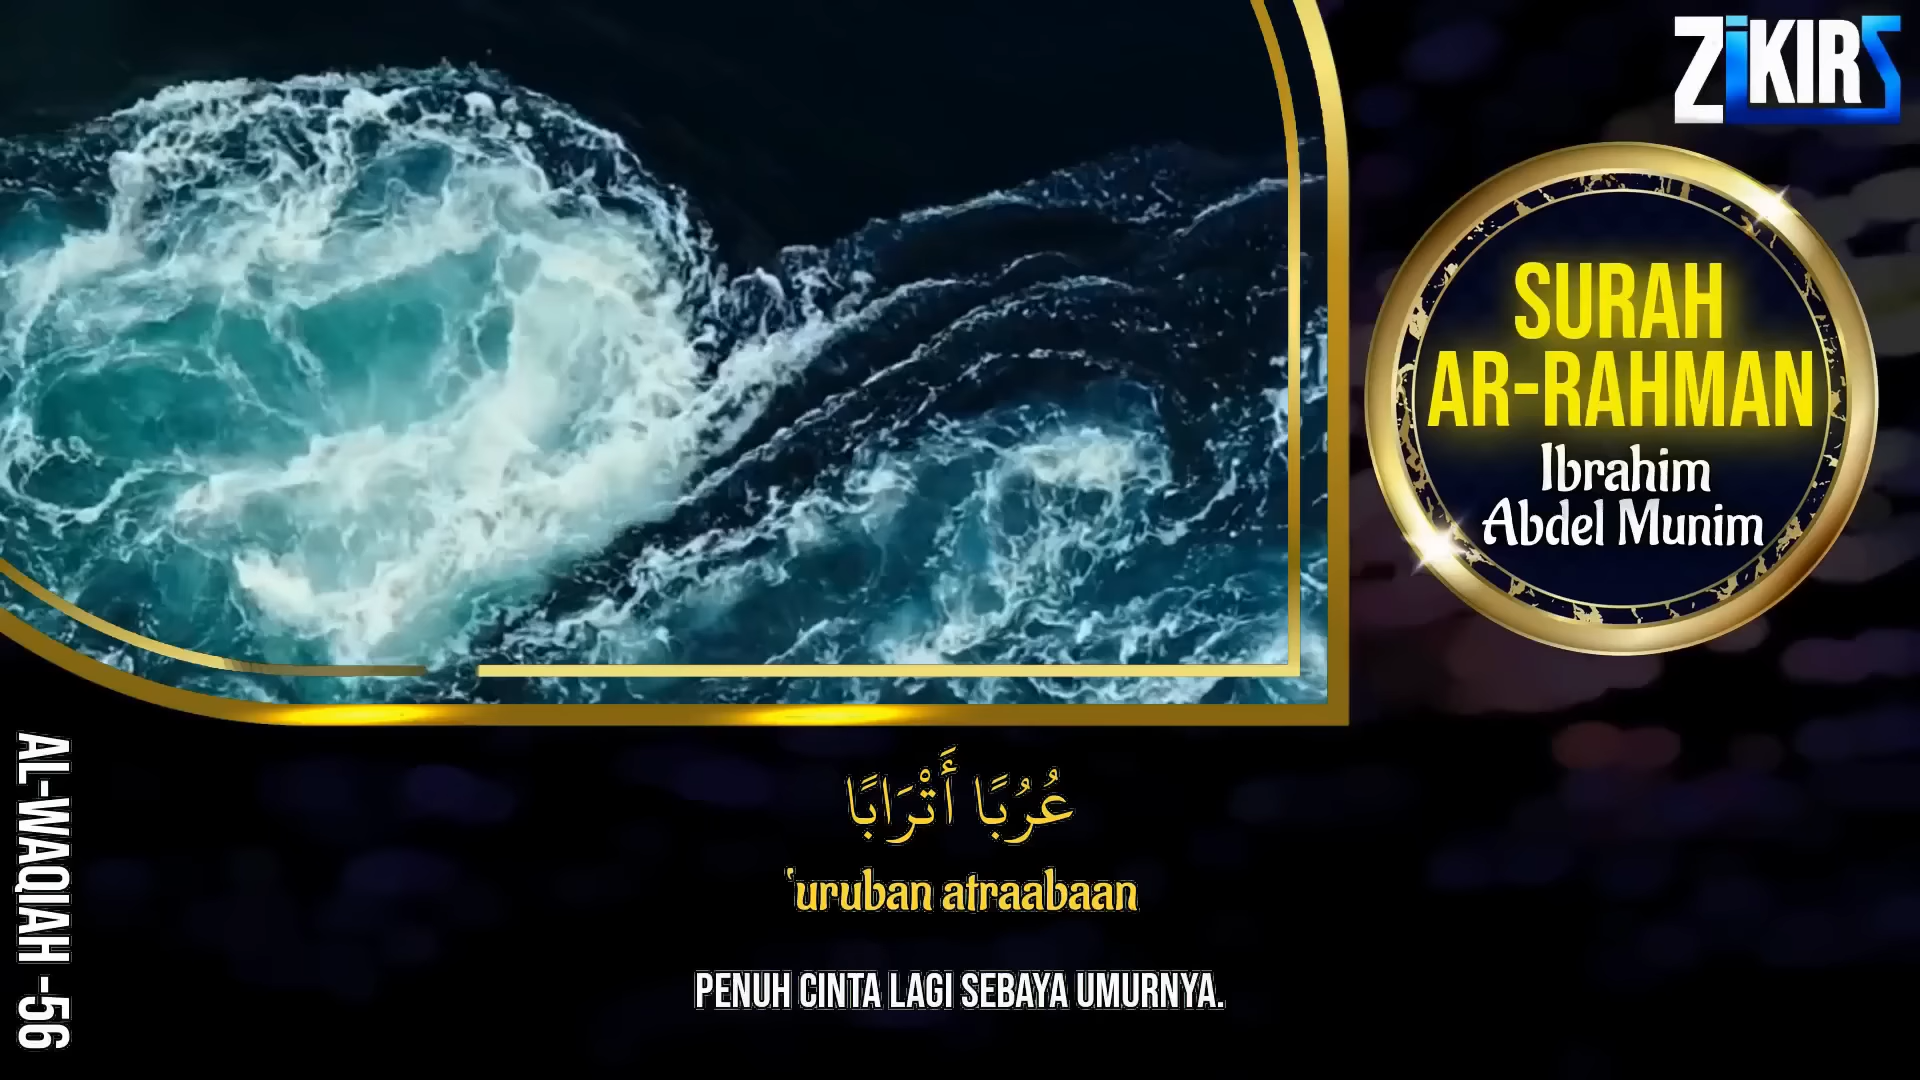 ZiKIRS
SURAH
AR-RAHMAN
Ibrahim
Abdel Munim
عُرُبًا أَتْرَابًا
'uruban atraabaan
PENUH CINTA LAGI SEBAYA UMURNYA.
AL-WAQIAH -56